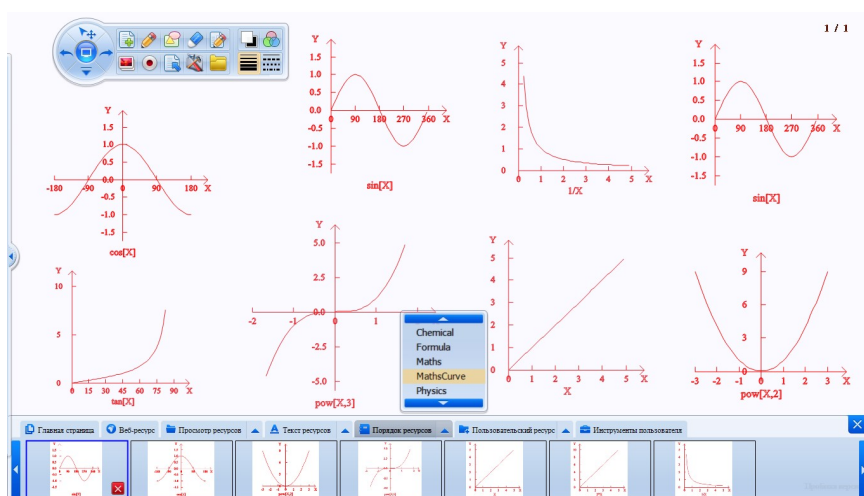 1 / 1
Y
1.5
1.0
0.5
0.0
-0.5
-1.0
-1.5
0 90 180 270 360 X
sin[X]
Y
5
4
3
2
1
0
0 1 2 3 4 5 X
1/X
Y
1.5
1.0
0.5
0.0
-0.5
-1.0
-1.5
0 90 180 270 360 X
sin[X]
Y
1.5
1.0
0.5
0.0
-0.5
-1.0
-1.5
-180 -90 0 90 180 X
cos[X]
Y
10
5
0
0 15 30 45 60 75 90 X
tan[X]
Y
5.0
2.5
0.0
-2.5
-5.0
-2 -1 0 1
pow[X,3]
Chemical
Formula
Maths
MathsCurve
Physics
Y
5
4
3
2
1
0
0 1 2 3 4 5 X
X
Y
9
6
3
0
-3 -2 -1 0 1 2 3 X
pow[X,2]
Главная страница Веб-ресурс Просмотр ресурсов Текст ресурсов Порядок ресурсов Пользовательский ресурс Инструменты пользователя